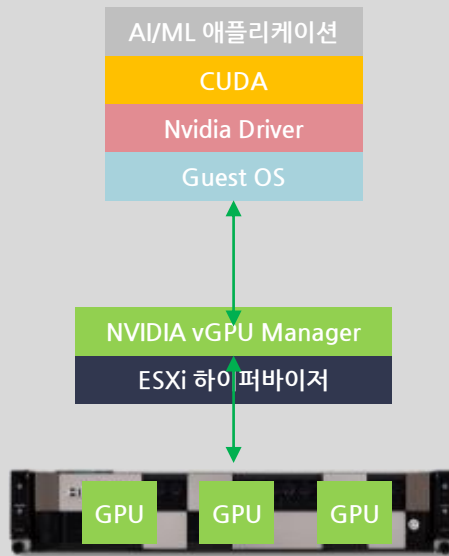 AI/ML 애플리케이션
CUDA
Nvidia Driver
Guest OS
NVIDIA vGPU Manager
ESXi 하이퍼바이저
GPU GPU GPU